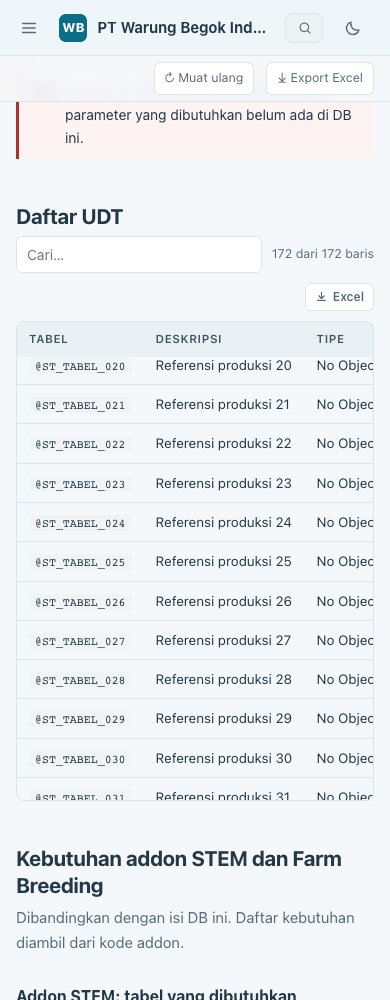 WB PT Warung Begok Ind...
↻ Muat ulang
Export Excel
parameter yang dibutuhkan belum ada di DB
ini.
Daftar UDT
Cari...
172 dari 172 baris
Excel
TABEL DESKRIPSI TIPE
@ST_TABEL_020 Referensi produksi 20 No Objec
@ST_TABEL_021 Referensi produksi 21 No Objec
@ST_TABEL_022 Referensi produksi 22 No Objec
@ST_TABEL_023 Referensi produksi 23 No Objec
@ST_TABEL_024 Referensi produksi 24 No Objec
@ST_TABEL_025 Referensi produksi 25 No Objec
@ST_TABEL_026 Referensi produksi 26 No Objec
@ST_TABEL_027 Referensi produksi 27 No Objec
@ST_TABEL_028 Referensi produksi 28 No Objec
@ST_TABEL_029 Referensi produksi 29 No Objec
@ST_TABEL_030 Referensi produksi 30 No Objec
@ST_TABEL_031 Referensi produksi 31 No Objec
Kebutuhan addon STEM dan Farm
Breeding
Dibandingkan dengan isi DB ini. Daftar kebutuhan
diambil dari kode addon.
Addon STEM: tabel yang dibutuhkan